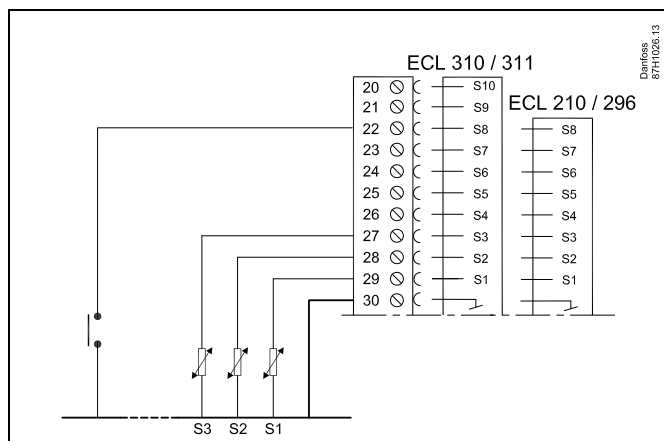 Danfoss
87H1026.13
ECL 310 / 311
ECL 210 / 296
20 S10
21 S9
22 S8 S8
23 S7 S7
24 S6 S6
25 S5 S5
26 S4 S4
27 S3 S3
28 S2 S2
29 S1 S1
30
S3 S2 S1